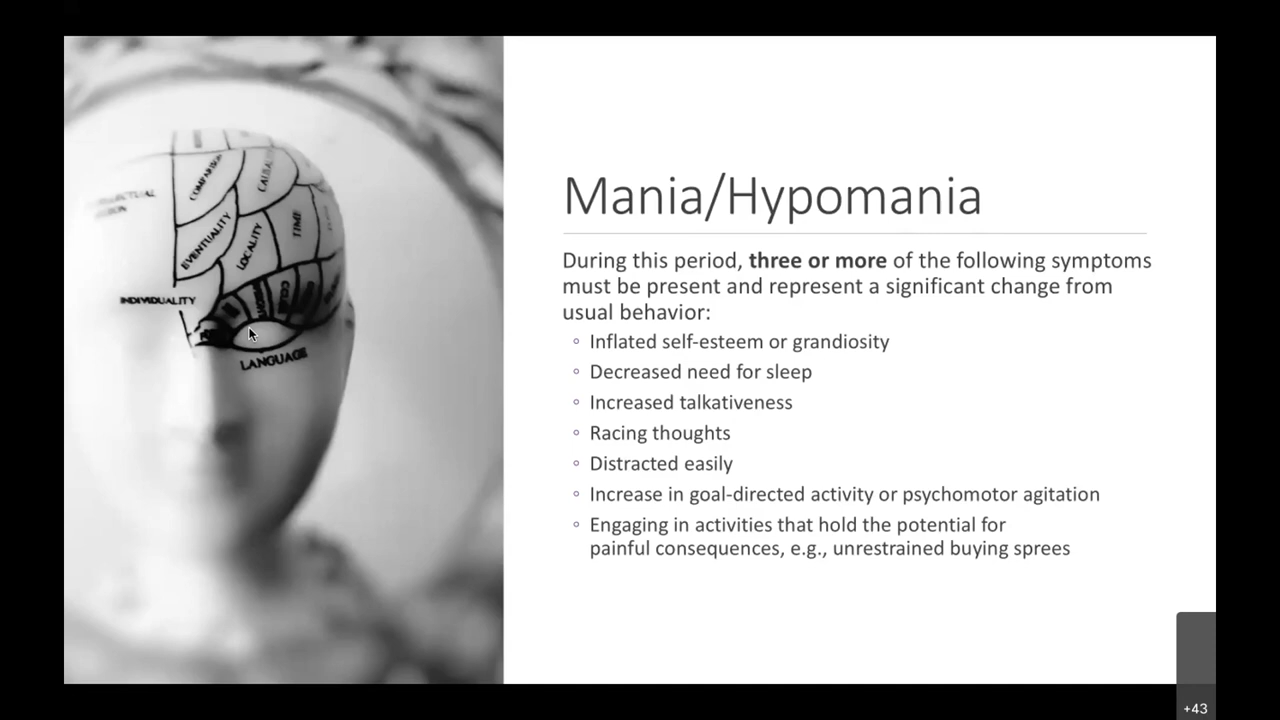 COMPARISON
EVENTUALITY
LOCALITY
TIME
INDIVIDUALITY
LANGUAGE
Mania/Hypomania
During this period, three or more of the following symptoms
must be present and represent a significant change from
usual behavior:
◦ Inflated self-esteem or grandiosity
◦ Decreased need for sleep
◦ Increased talkativeness
◦ Racing thoughts
◦ Distracted easily
◦ Increase in goal-directed activity or psychomotor agitation
◦ Engaging in activities that hold the potential for
painful consequences, e.g., unrestrained buying sprees
+43